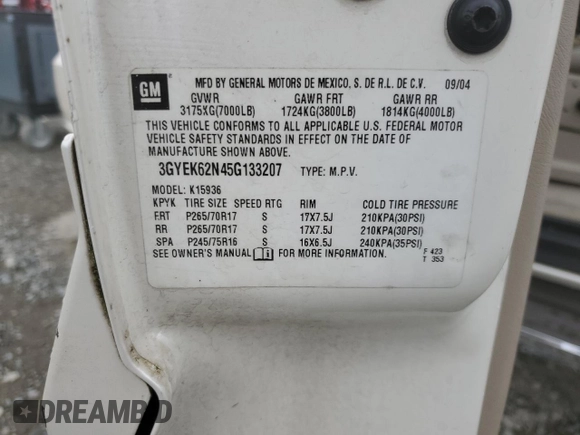 GM
MFD BY GENERAL MOTORS DE MEXICO, S. DE R.L. DE C.V. 09/04
GVWR GAWR FRT GAWR RR
3175KG(7000LB) 1724KG(3800LB) 1814KG(4000LB)
THIS VEHICLE CONFORMS TO ALL APPLICABLE U.S. FEDERAL MOTOR
VEHICLE SAFETY STANDARDS IN EFFECT ON THE DATE OF
MANUFACTURE SHOWN ABOVE.
3GYEK62N45G133207 TYPE: M.P.V.
MODEL: K15936
KPYK TIRE SIZE SPEED RTG RIM COLD TIRE PRESSURE
FRT P265/70R17 S 17X7.5J 210KPA(30PSI)
RR P265/70R17 S 17X7.5J 210KPA(30PSI)
SPA P245/75R16 S 16X6.5J 240KPA(35PSI)
SEE OWNER'S MANUAL FOR MORE INFORMATION. F 423
T 353
DREAMBID